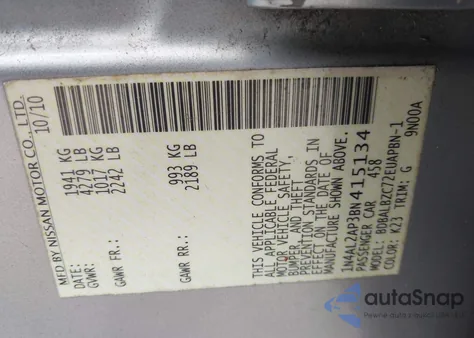 MFD BY NISSAN MOTOR CO., LTD.
10/10
DATE:
GVWR: 1941 KG
4279 LB
GAWR FR.: 1017 KG
2242 LB
GAWR RR.: 993 KG
2189 LB
THIS VEHICLE CONFORMS TO
ALL APPLICABLE FEDERAL
MOTOR VEHICLE SAFETY,
BUMPER, AND THEFT
PREVENTION STANDARDS IN
EFFECT ON THE DATE OF
MANUFACTURE SHOWN ABOVE.
1N4AL2AP3BN415134
PASSENGER CAR 458
MODEL: BDBALBZC72EUAPBN-1
COLOR: K23 TRIM: G 9N00A
autoSnap